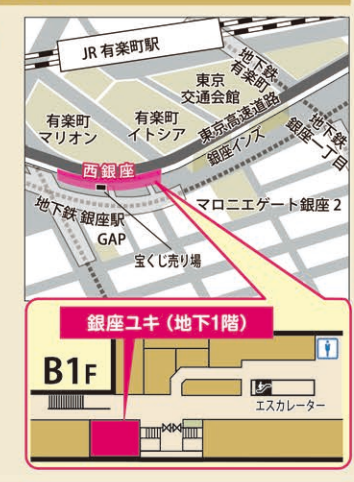 JR 有楽町駅
地下鉄
有楽町
東京
交通会館
東京高速道路
有楽町
マリオン
有楽町
イトシア
銀座インズ
地下鉄
銀座一丁目
西銀座
地下鉄 銀座駅
マロニエゲート銀座 2
GAP
宝くじ売り場
銀座ユキ（地下1階）
B1F
エスカレーター